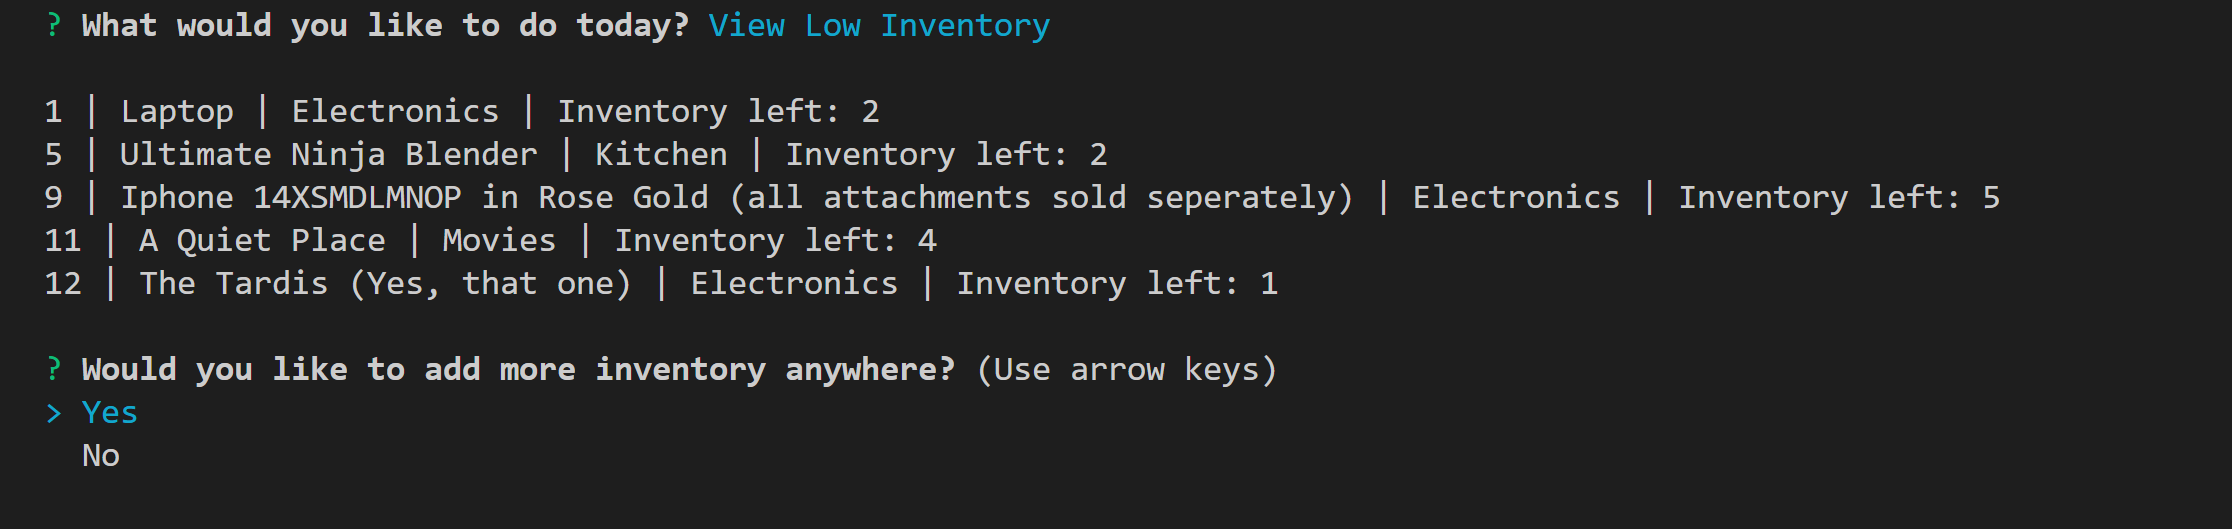 ? What would you like to do today? View Low Inventory
1 | Laptop | Electronics | Inventory left: 2
5 | Ultimate Ninja Blender | Kitchen | Inventory left: 2
9 | Iphone 14XSMDLMNOP in Rose Gold (all attachments sold seperately) | Electronics | Inventory left: 5
11 | A Quiet Place | Movies | Inventory left: 4
12 | The Tardis (Yes, that one) | Electronics | Inventory left: 1
? Would you like to add more inventory anywhere? (Use arrow keys)
> Yes
No